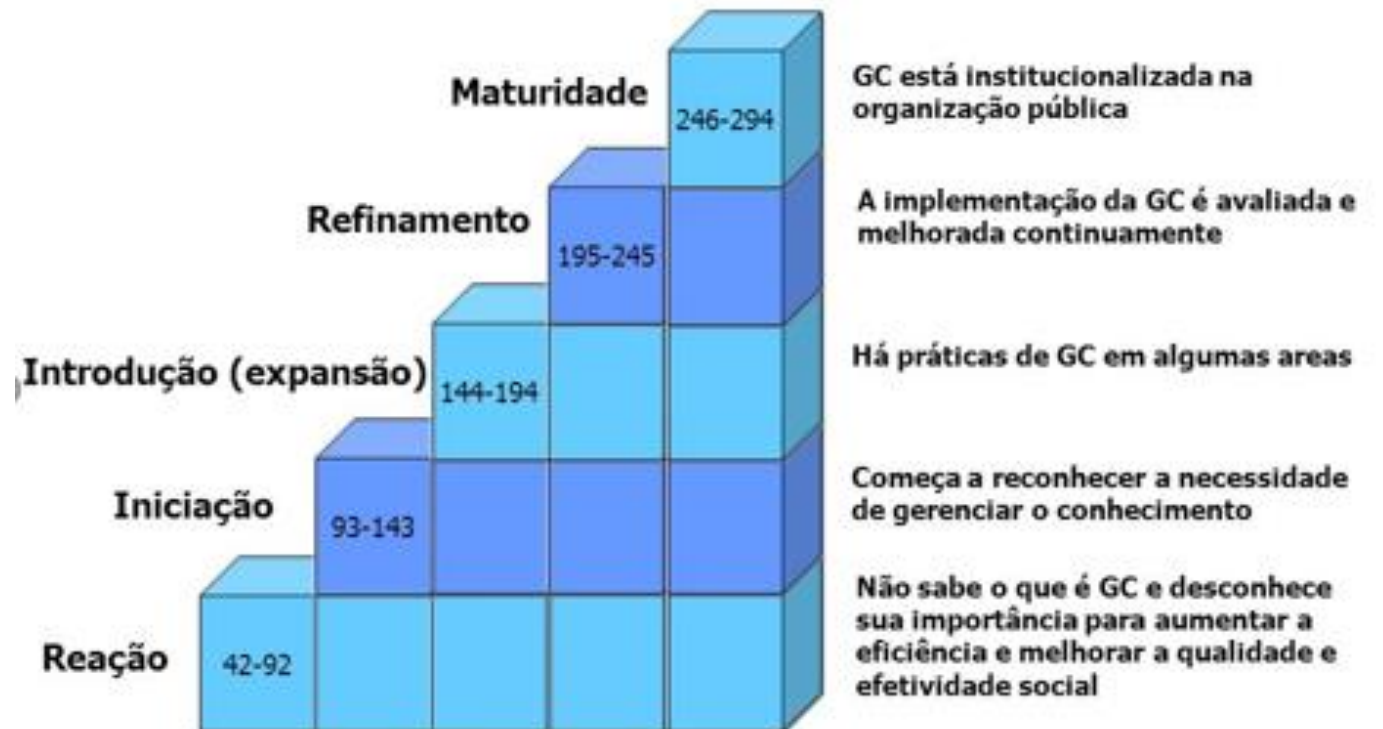 Maturidade
246-294
GC está institucionalizada na
organização pública
Refinamento
195-245
A implementação da GC é avaliada e
melhorada continuamente
Introdução (expansão)
144-194
Há práticas de GC em algumas areas
Iniciação
93-143
Começa a reconhecer a necessidade
de gerenciar o conhecimento
Reação
42-92
Não sabe o que é GC e desconhece
sua importância para aumentar a
eficiência e melhorar a qualidade e
efetividade social